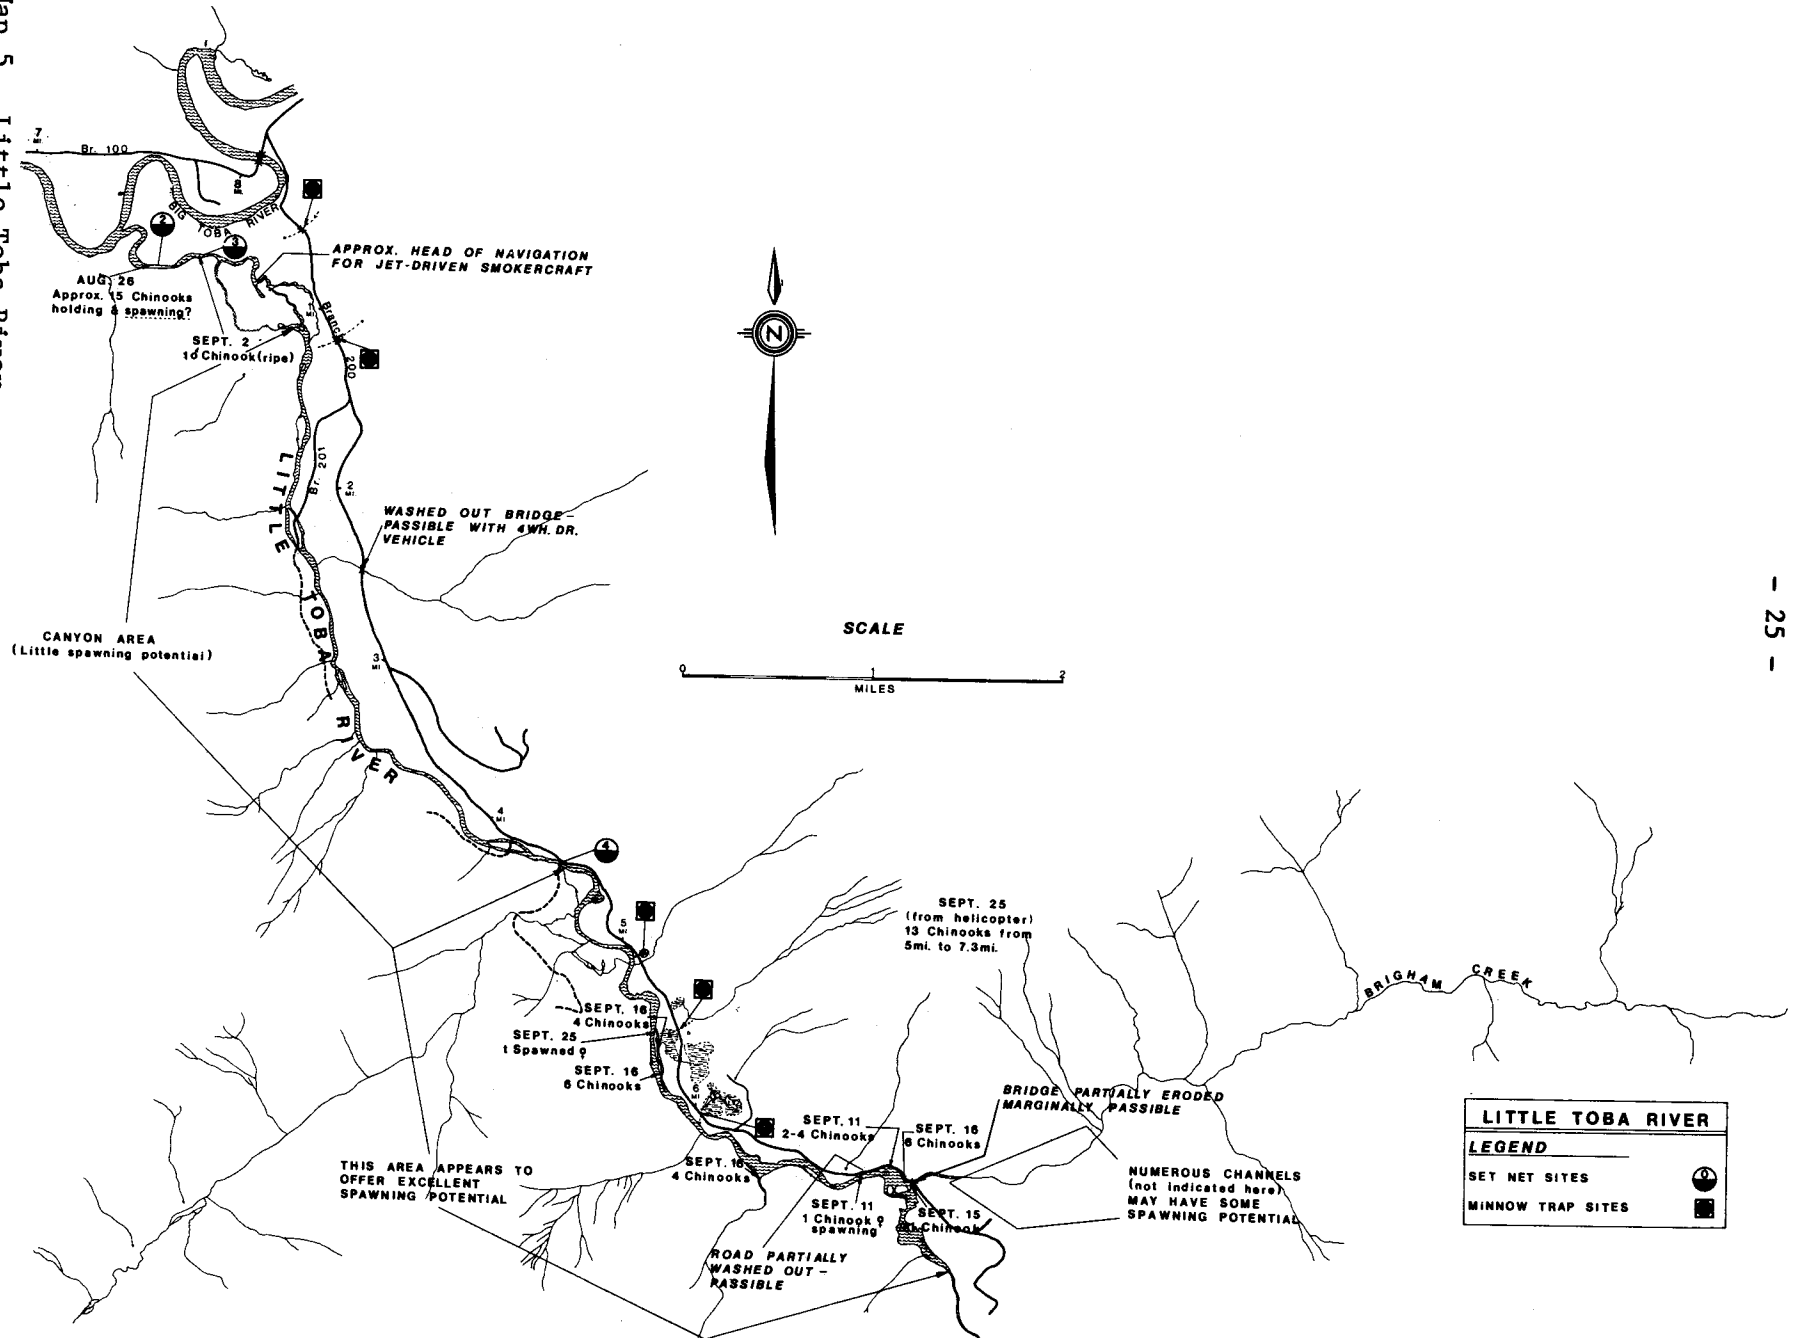 Map 5. Little Toba River
- 25 -
7
MI.
Br. 100
8
MI.
BIG TOBA RIVER
2
3
APPROX. HEAD OF NAVIGATION
FOR JET-DRIVEN SMOKERCRAFT
AUG. 26
Approx. 15 Chinooks
holding & spawning?
SEPT. 2
1♂ Chinook (ripe)
1
MI.
Branch 200
N
LITTLE TOBA RIVER
Br. 201
2
MI.
WASHED OUT BRIDGE –
PASSIBLE WITH 4WH. DR.
VEHICLE
CANYON AREA
(Little spawning potential)
3
MI
SCALE
0 1 2
MILES
4
MI
4
5
MI
SEPT. 25
(from helicopter)
13 Chinooks from
5mi. to 7.3mi.
BRIGHAM CREEK
SEPT. 16
4 Chinooks
SEPT. 25
1 Spawned ♀
SEPT. 16
6 Chinooks
6
MI
BRIDGE PARTIALLY ERODED
MARGINALLY PASSIBLE
SEPT. 11
2-4 Chinooks
SEPT. 16
6 Chinooks
SEPT. 16
4 Chinooks
THIS AREA APPEARS TO
OFFER EXCELLENT
SPAWNING POTENTIAL
NUMEROUS CHANNELS
(not indicated here)
MAY HAVE SOME
SPAWNING POTENTIAL
SEPT. 11
1 Chinook ♀
spawning
SEPT. 15
Chinook
ROAD PARTIALLY
WASHED OUT –
PASSIBLE
LITTLE TOBA RIVER
LEGEND
SET NET SITES
0
MINNOW TRAP SITES